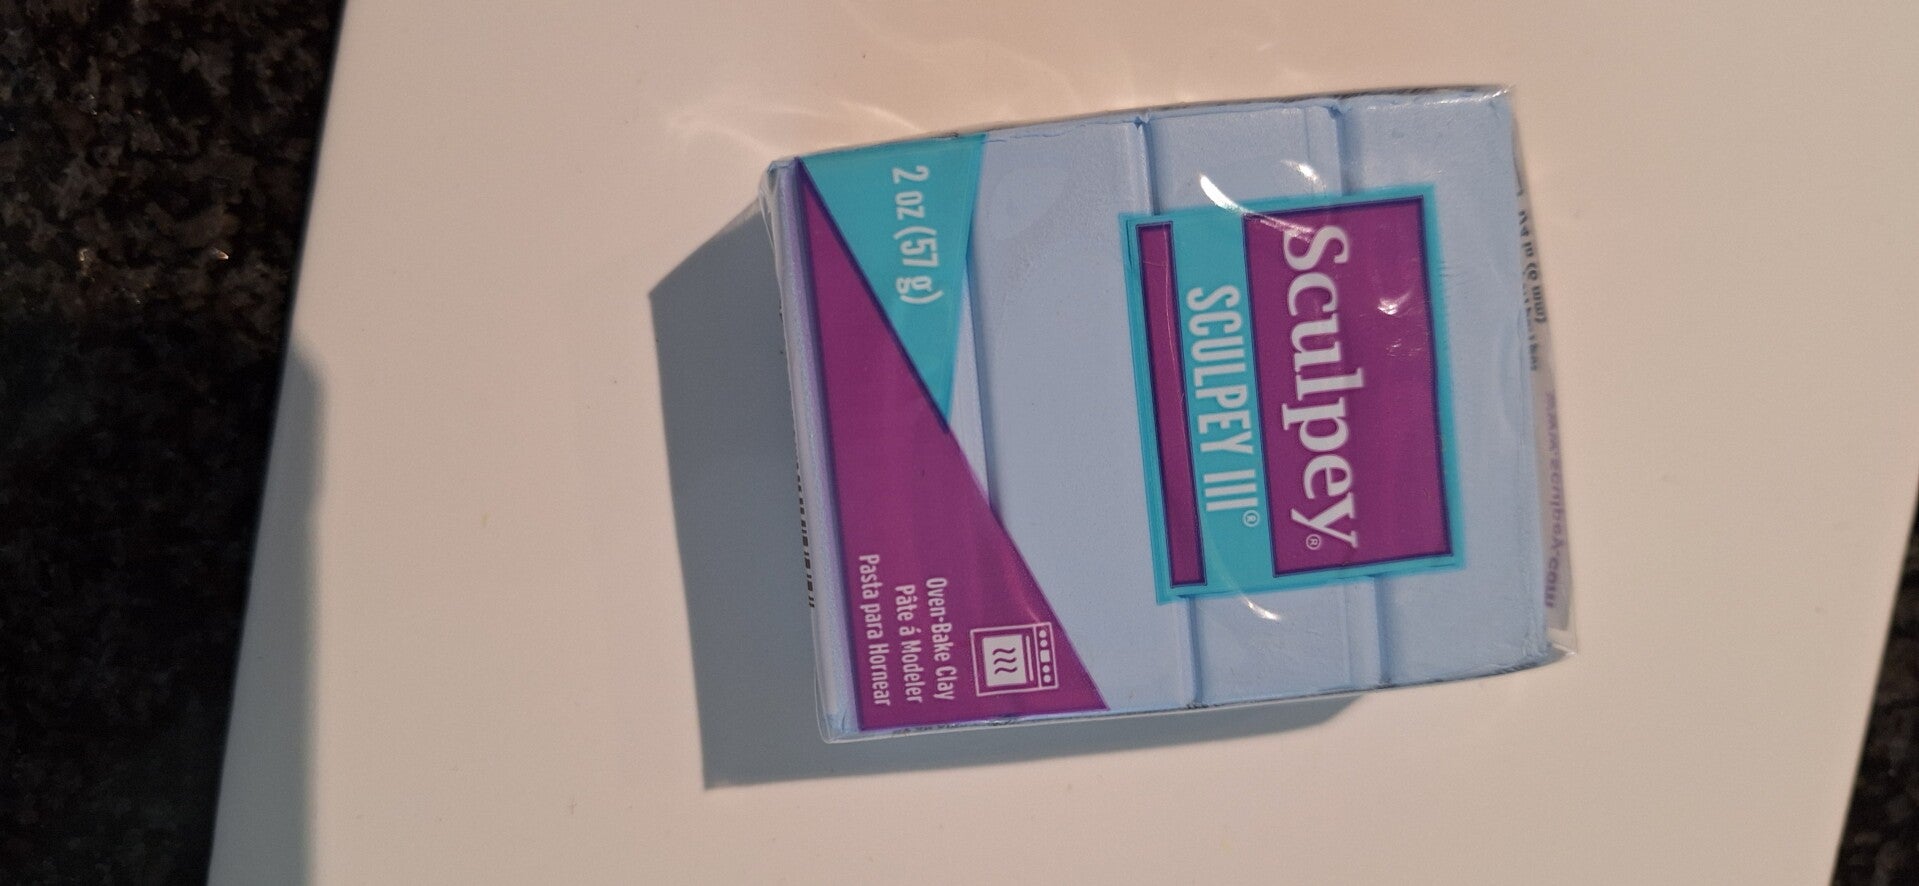 Sculpey®
SCULPEY III®
2 oz (57 g)
Oven-Bake Clay
Pâte á Modeler
Pasta para Hornear